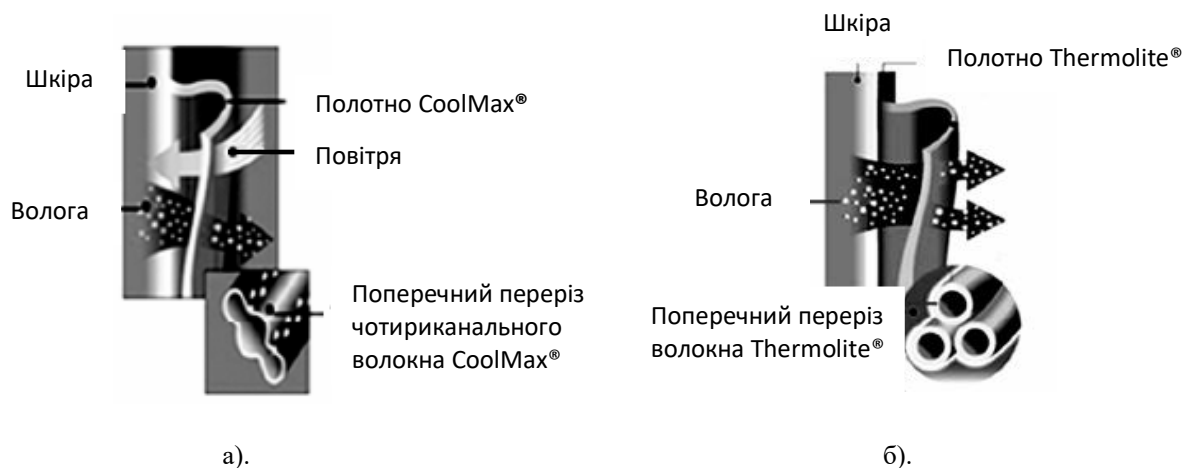 Шкіра
Полотно CoolMax®
Повітря
Волога
Поперечний переріз
чотириканального
волокна CoolMax®
а).
Шкіра
Полотно Thermolite®
Волога
Поперечний переріз
волокна Thermolite®
б).